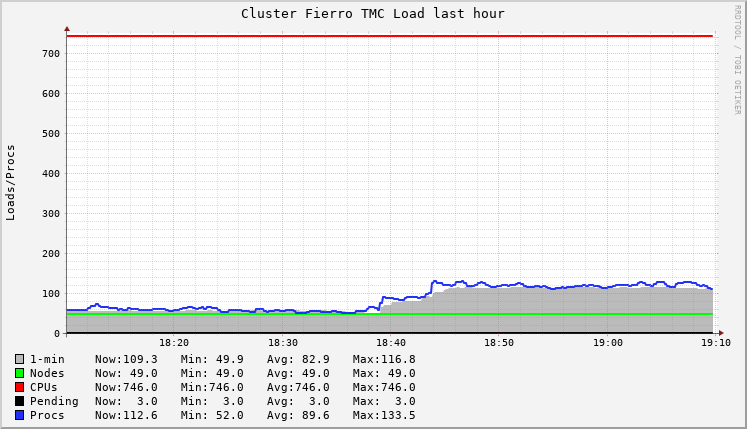 Cluster Fierro TMC Load last hour
RRDTOOL / TOBI OETIKER
Loads/Procs
700
600
500
400
300
200
100
0
18:20 18:30 18:40 18:50 19:00 19:10
1-min Now:109.3 Min: 49.9 Avg: 82.9 Max:116.8
Nodes Now: 49.0 Min: 49.0 Avg: 49.0 Max: 49.0
CPUs Now:746.0 Min:746.0 Avg:746.0 Max:746.0
Pending Now: 3.0 Min: 3.0 Avg: 3.0 Max: 3.0
Procs Now:112.6 Min: 52.0 Avg: 89.6 Max:133.5